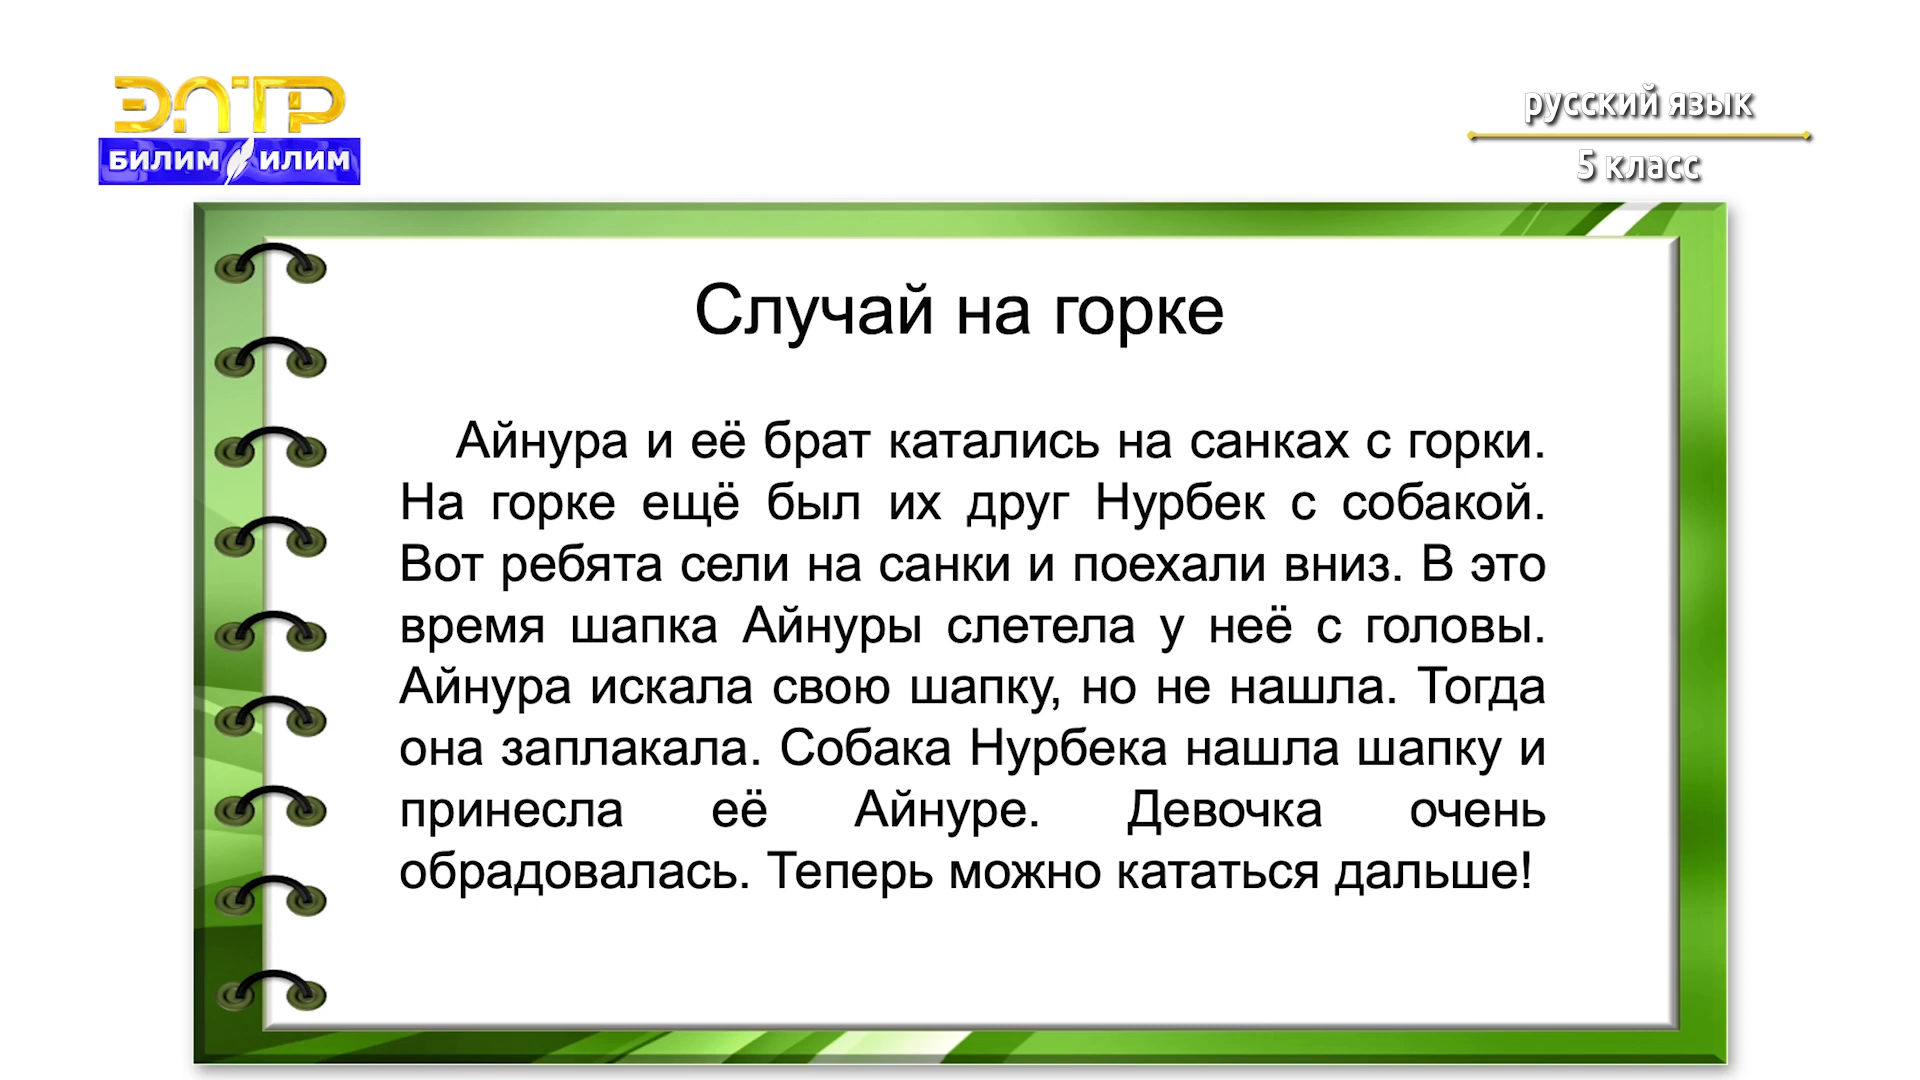 ЭЛТР
БИЛИМ ИЛИМ
русский язык
5 класс
Случай на горке
Айнура и её брат катались на санках с горки.
На горке ещё был их друг Нурбек с собакой.
Вот ребята сели на санки и поехали вниз. В это
время шапка Айнуры слетела у неё с головы.
Айнура искала свою шапку, но не нашла. Тогда
она заплакала. Собака Нурбека нашла шапку и
принесла её Айнуре. Девочка очень
обрадовалась. Теперь можно кататься дальше!